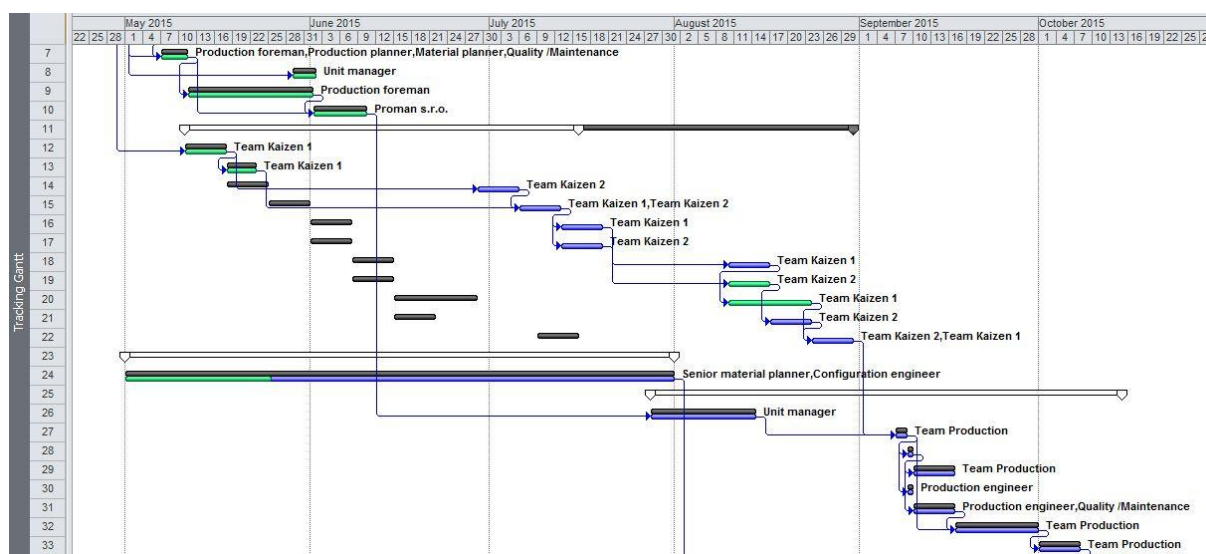 May 2015 June 2015 July 2015 August 2015 September 2015 October 2015
22 25 28 1 4 7 10 13 16 19 22 25 28 31 3 6 9 12 15 18 21 24 27 30 3 6 9 12 15 18 21 24 27 30 2 5 8 11 14 17 20 23 26 29 1 4 7 10 13 16 19 22 25 28 1 4 7 10 13 16 19 22 25 2
7 Production foreman,Production planner,Material planner,Quality /Maintenance
8 Unit manager
9 Production foreman
10 Proman s.r.o.
11
12 Team Kaizen 1
13 Team Kaizen 1
14 Team Kaizen 2
15 Team Kaizen 1,Team Kaizen 2
16 Team Kaizen 1
17 Team Kaizen 2
18 Team Kaizen 1
19 Team Kaizen 2
20 Team Kaizen 1
21 Team Kaizen 2
22 Team Kaizen 2,Team Kaizen 1
23
24 Senior material planner,Configuration engineer
25
26 Unit manager
27 Team Production
28
29 Team Production
30 Production engineer
31 Production engineer,Quality /Maintenance
32 Team Production
33 Team Production
Tracking Gantt